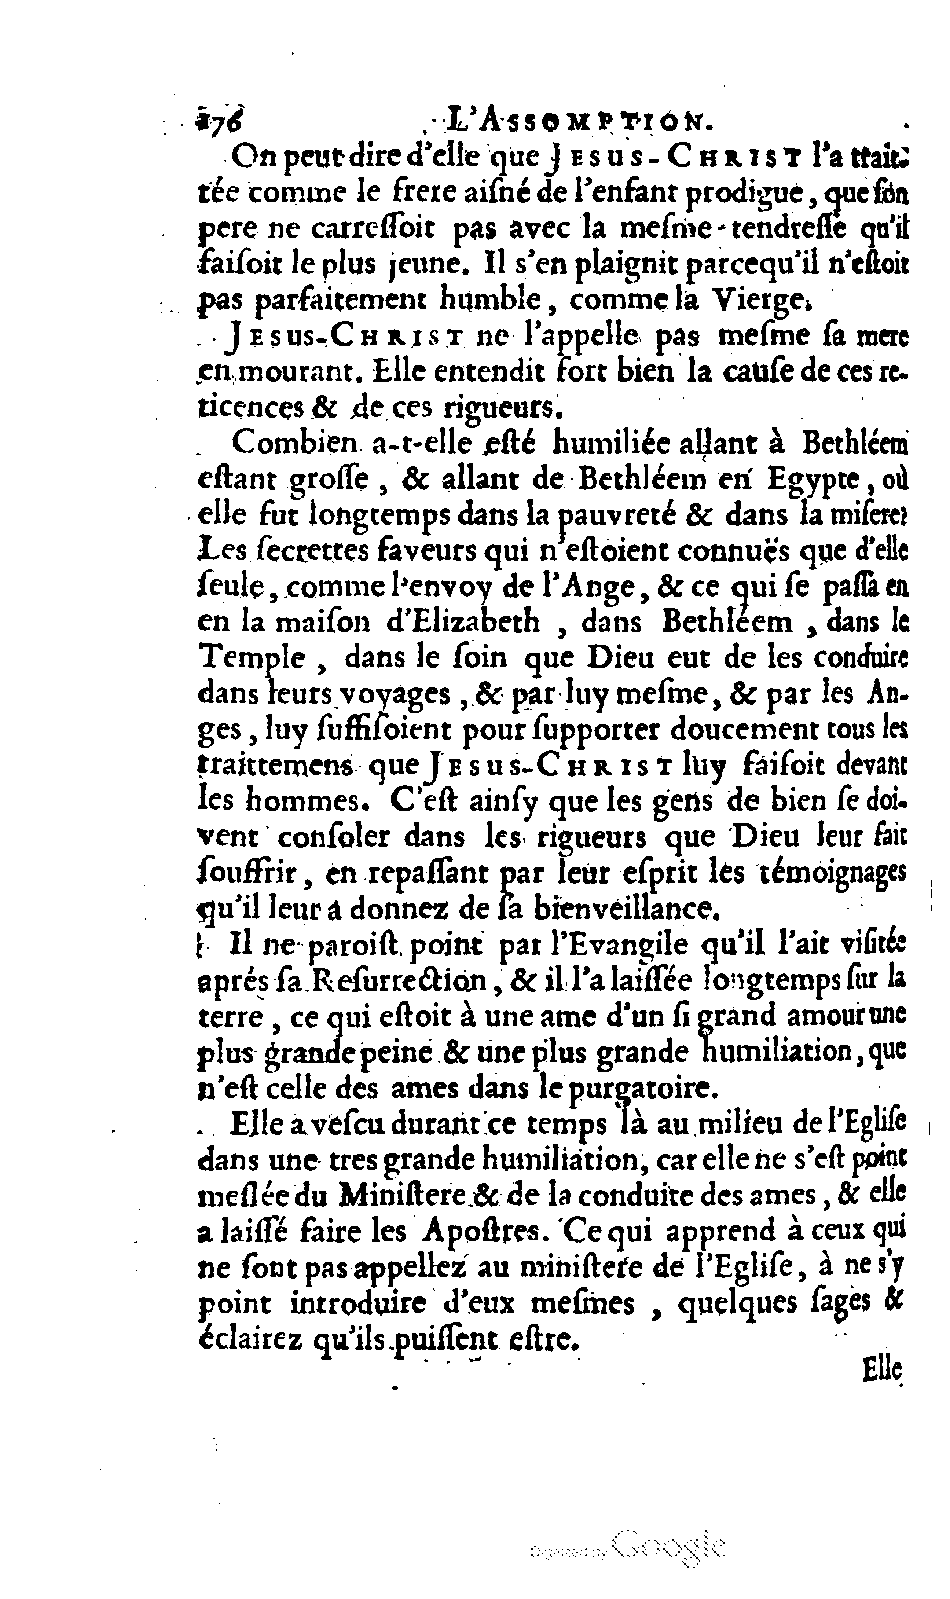 276 L'ASSOMPTION.
On peut dire d'elle que JESUS-CHRIST l'a trait-
tée comme le frere aiſné de l'enfant prodigue, que ſon
pere ne carreſſoit pas avec la meſme tendreſſe qu'il
faiſoit le plus jeune. Il s'en plaignit parcequ'il n'eſtoit
pas parfaitement humble, comme la Vierge.
JESUS-CHRIST ne l'appelle pas meſme ſa mere
en mourant. Elle entendit fort bien la cauſe de ces re-
ticences & de ces rigueurs.
Combien a-t-elle eſté humiliée allant à Bethléem
eſtant groſſe, & allant de Bethléem en Egypte, où
elle fut longtemps dans la pauvreté & dans la miſere?
Les ſecrettes faveurs qui n'eſtoient connuës que d'elle
ſeule, comme l'envoy de l'Ange, & ce qui ſe paſſa en
en la maiſon d'Elizabeth, dans Bethléem, dans le
Temple, dans le ſoin que Dieu eut de les conduire
dans leurs voyages, & par luy meſme, & par les An-
ges, luy ſuffiſoient pour ſupporter doucement tous les
traittemens que JESUS-CHRIST luy faiſoit devant
les hommes. C'eſt ainſy que les gens de bien ſe doi-
vent conſoler dans les rigueurs que Dieu leur fait
ſouffrir, en repaſſant par leur eſprit les témoignages
qu'il leur a donnez de ſa bienveillance.
Il ne paroiſt point par l'Evangile qu'il l'ait viſitée
aprés ſa Reſurrection, & il l'a laiſſée longtemps ſur la
terre, ce qui eſtoit à une ame d'un ſi grand amour une
plus grande peine & une plus grande humiliation, que
n'eſt celle des ames dans le purgatoire.
Elle a veſcu durant ce temps là au milieu de l'Egliſe
dans une tres grande humiliation, car elle ne s'eſt point
meſlée du Miniſtere & de la conduite des ames, & elle
a laiſſé faire les Apoſtres. Ce qui apprend à ceux qui
ne ſont pas appellez au miniſtere de l'Egliſe, à ne s'y
point introduire d'eux meſmes, quelques ſages &
éclairez qu'ils puiſſent eſtre.
Elle
Digitized by Google